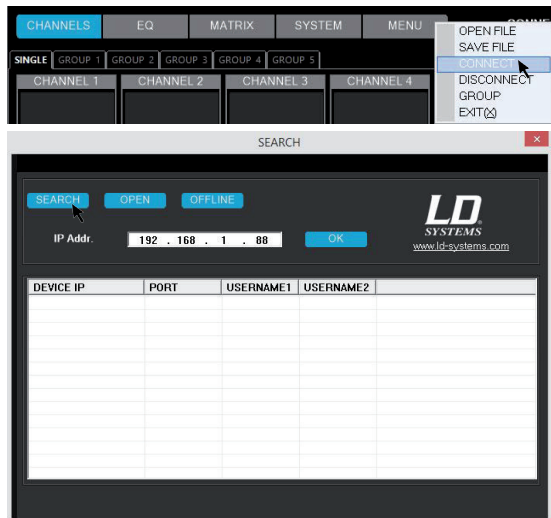 CHANNELS EQ MATRIX SYSTEM MENU
OPEN FILE
SAVE FILE
CONNECT
DISCONNECT
GROUP
EXIT(X)
SINGLE GROUP 1 GROUP 2 GROUP 3 GROUP 4 GROUP 5
CHANNEL 1 CHANNEL 2 CHANNEL 3 CHANNEL 4
SEARCH
SEARCH OPEN OFFLINE
LD
SYSTEMS
www.ld-systems.com
IP Addr. 192 . 168 . 1 . 88 OK
DEVICE IP PORT USERNAME1 USERNAME2